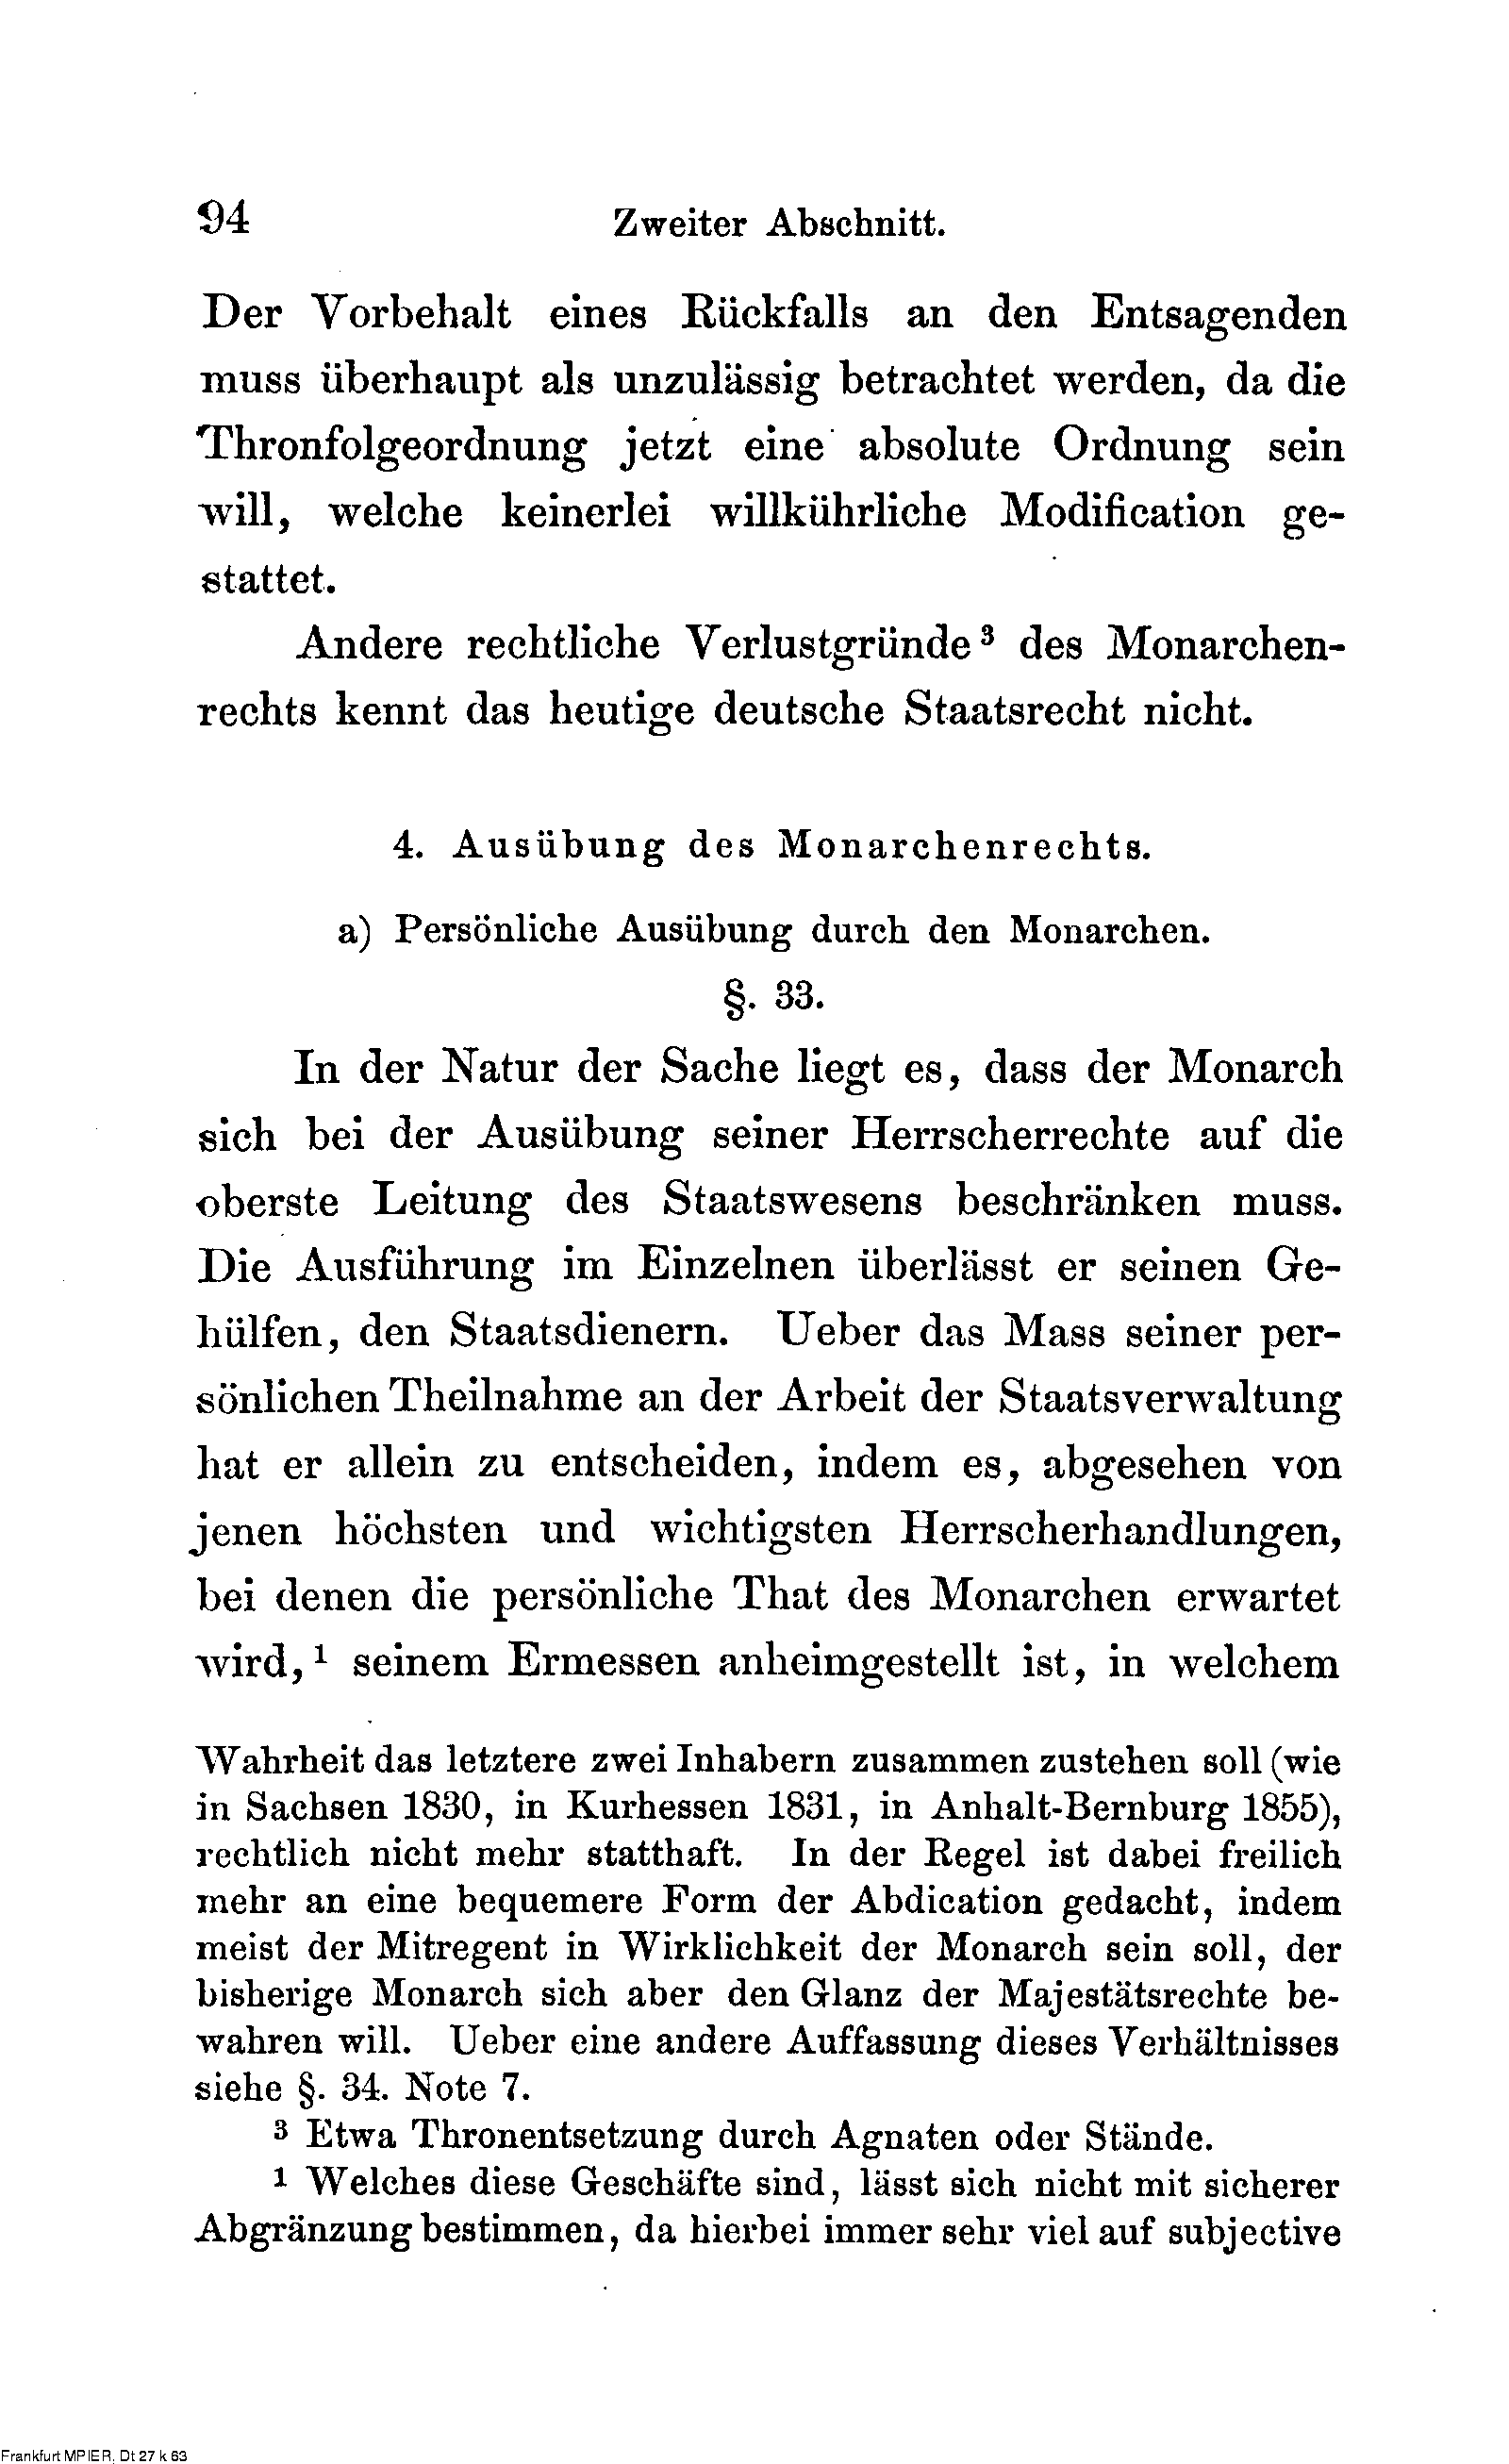 94
Zweiter Abschnitt.
Der Vorbehalt eines Rückfalls an den Entsagenden
muss überhaupt als unzulässig betrachtet werden, da die
Thronfolgeordnung jetzt eine absolute Ordnung sein
will, welche keinerlei willkührliche Modification ge-
stattet.
Andere rechtliche Verlustgründe³ des Monarchen-
rechts kennt das heutige deutsche Staatsrecht nicht.
4. Ausübung des Monarchenrechts.
a) Persönliche Ausübung durch den Monarchen.
§. 33.
In der Natur der Sache liegt es, dass der Monarch
sich bei der Ausübung seiner Herrscherrechte auf die
oberste Leitung des Staatswesens beschränken muss.
Die Ausführung im Einzelnen überlässt er seinen Ge-
hülfen, den Staatsdienern. Ueber das Mass seiner per-
sönlichen Theilnahme an der Arbeit der Staatsverwaltung
hat er allein zu entscheiden, indem es, abgesehen von
jenen höchsten und wichtigsten Herrscherhandlungen,
bei denen die persönliche That des Monarchen erwartet
wird,¹ seinem Ermessen anheimgestellt ist, in welchem
Wahrheit das letztere zwei Inhabern zusammen zustehen soll (wie
in Sachsen 1830, in Kurhessen 1831, in Anhalt-Bernburg 1855),
rechtlich nicht mehr statthaft. In der Regel ist dabei freilich
mehr an eine bequemere Form der Abdication gedacht, indem
meist der Mitregent in Wirklichkeit der Monarch sein soll, der
bisherige Monarch sich aber den Glanz der Majestätsrechte be-
wahren will. Ueber eine andere Auffassung dieses Verhältnisses
siehe §. 34. Note 7.
³ Etwa Thronentsetzung durch Agnaten oder Stände.
¹ Welches diese Geschäfte sind, lässt sich nicht mit sicherer
Abgränzung bestimmen, da hierbei immer sehr viel auf subjective
Frankfurt MPIER, Dt 27 k 63